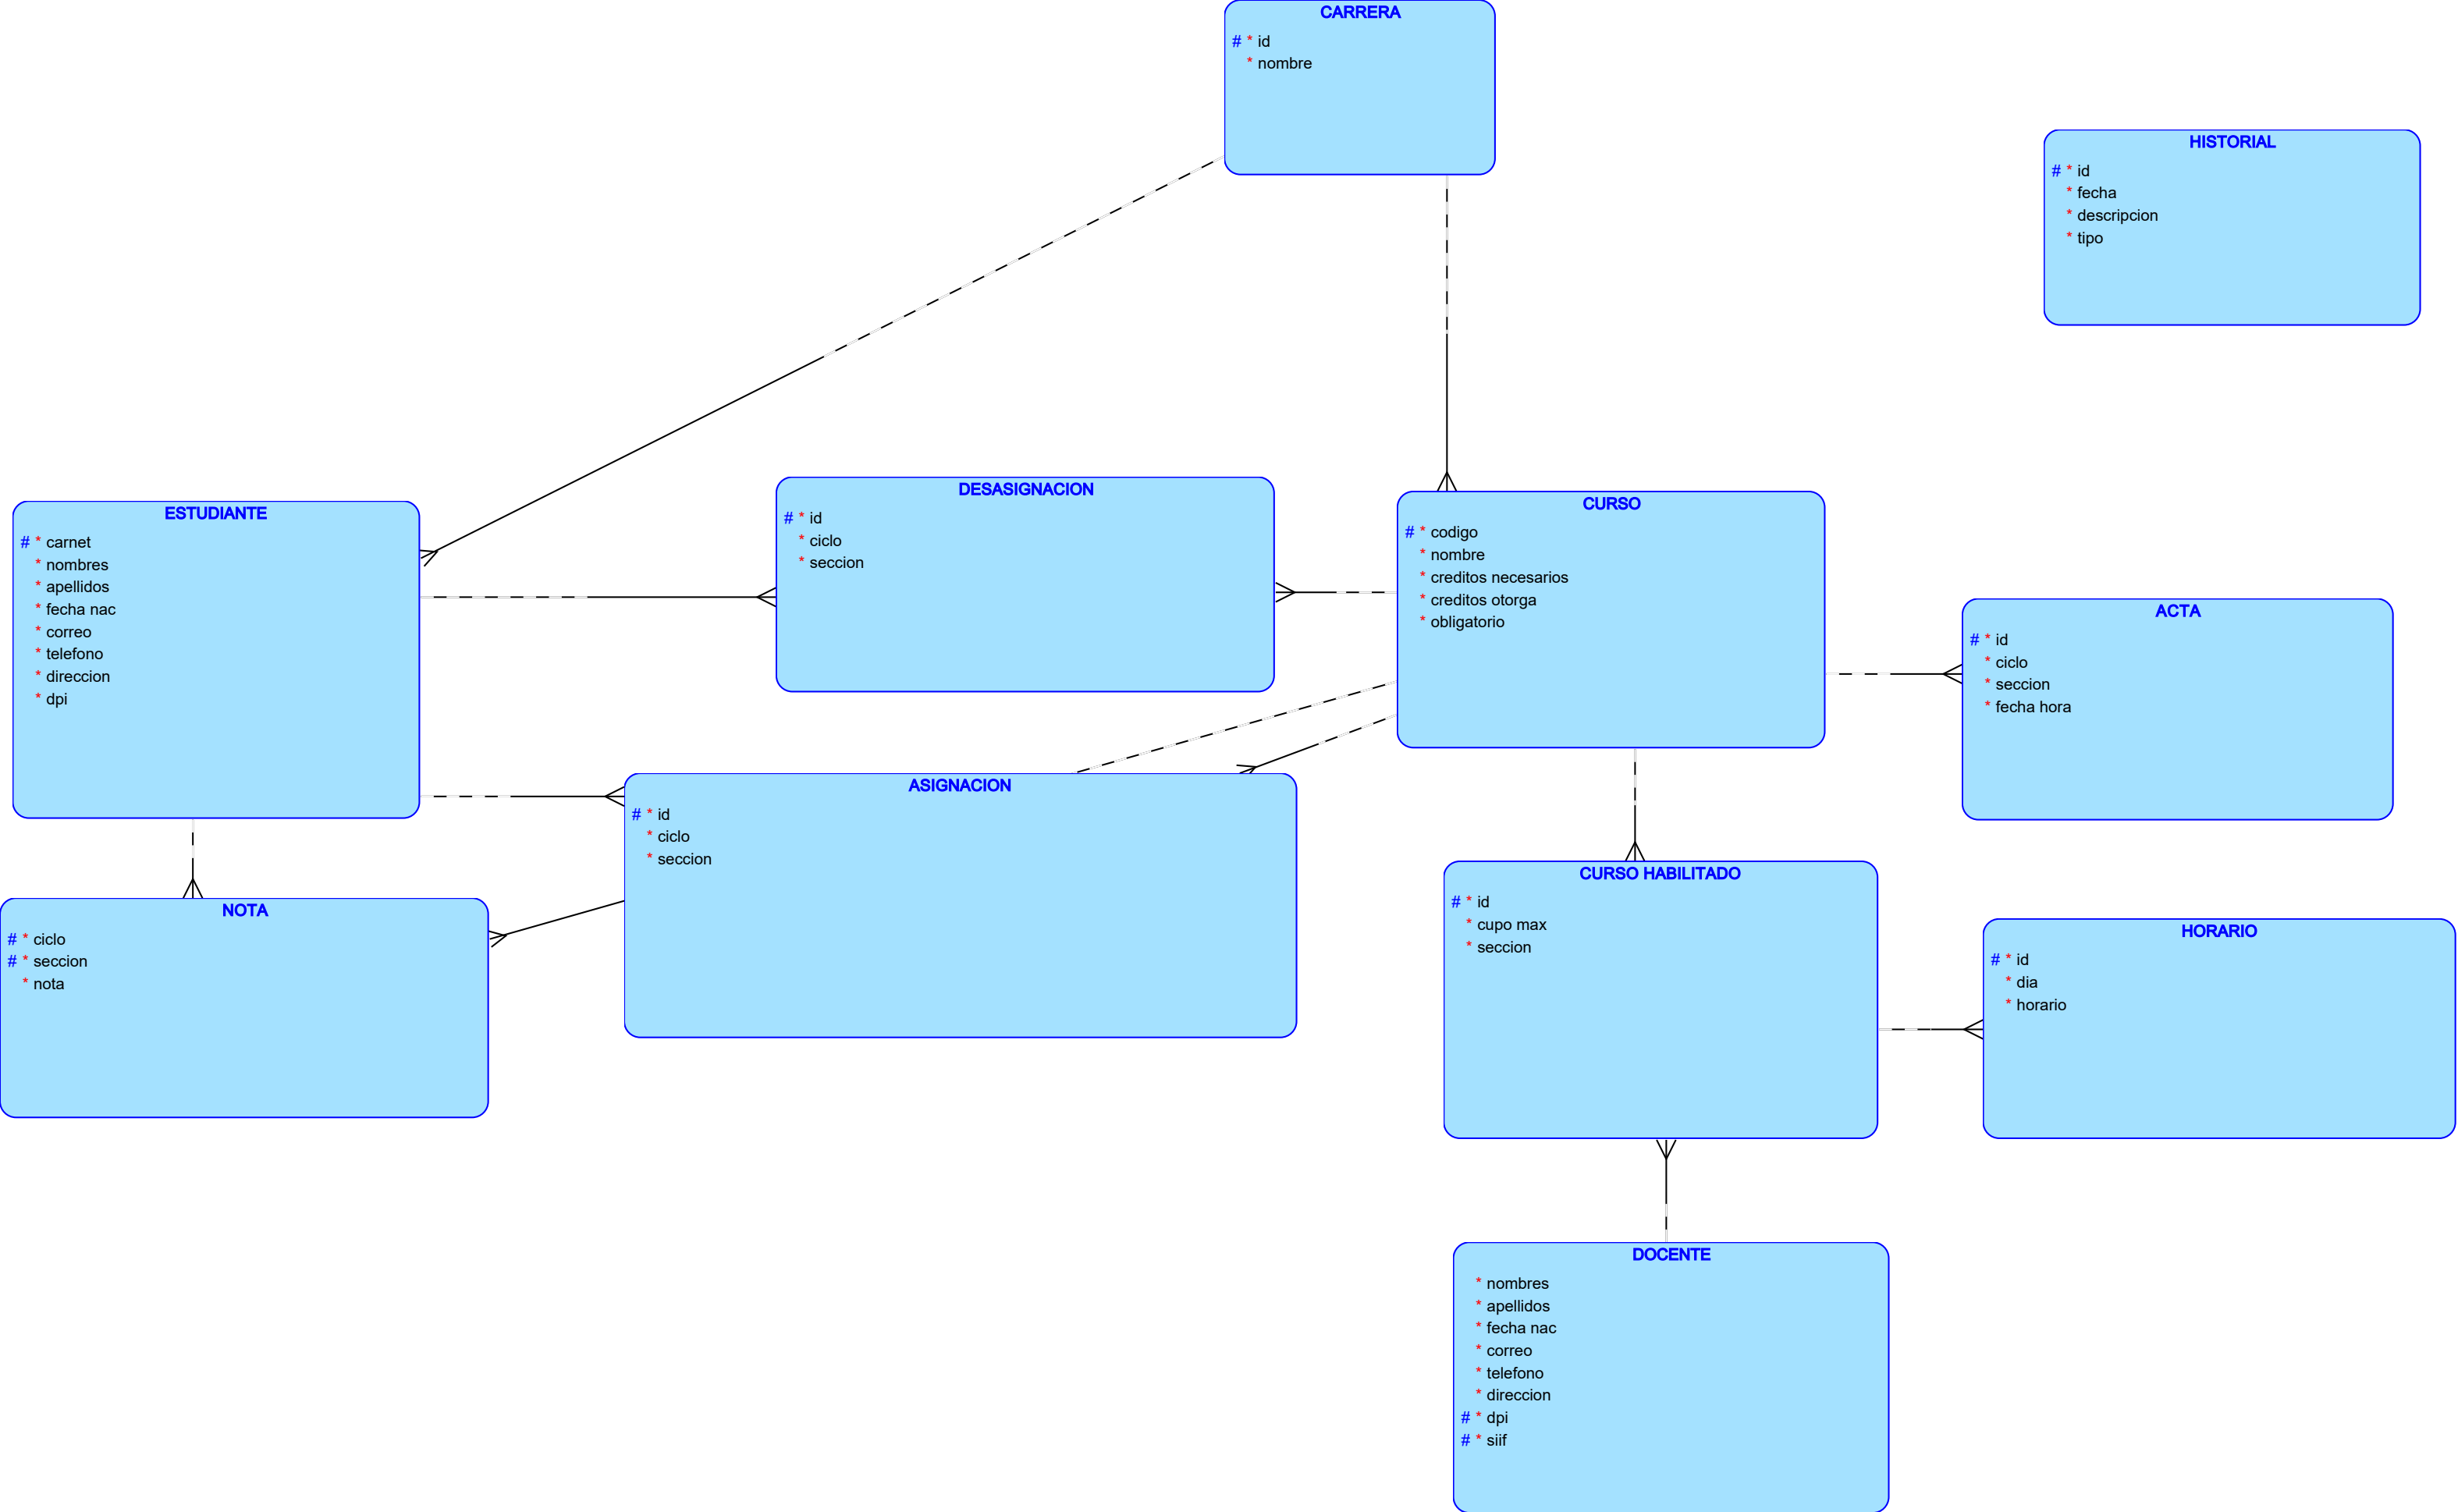 CARRERA
# * id
* nombre
HISTORIAL
# * id
* fecha
* descripcion
* tipo
ESTUDIANTE
# * carnet
* nombres
* apellidos
* fecha nac
* correo
* telefono
* direccion
* dpi
DESASIGNACION
# * id
* ciclo
* seccion
CURSO
# * codigo
* nombre
* creditos necesarios
* creditos otorga
* obligatorio
ACTA
# * id
* ciclo
* seccion
* fecha hora
ASIGNACION
# * id
* ciclo
* seccion
NOTA
# * ciclo
# * seccion
* nota
CURSO HABILITADO
# * id
* cupo max
* seccion
HORARIO
# * id
* dia
* horario
DOCENTE
* nombres
* apellidos
* fecha nac
* correo
* telefono
* direccion
# * dpi
# * siif